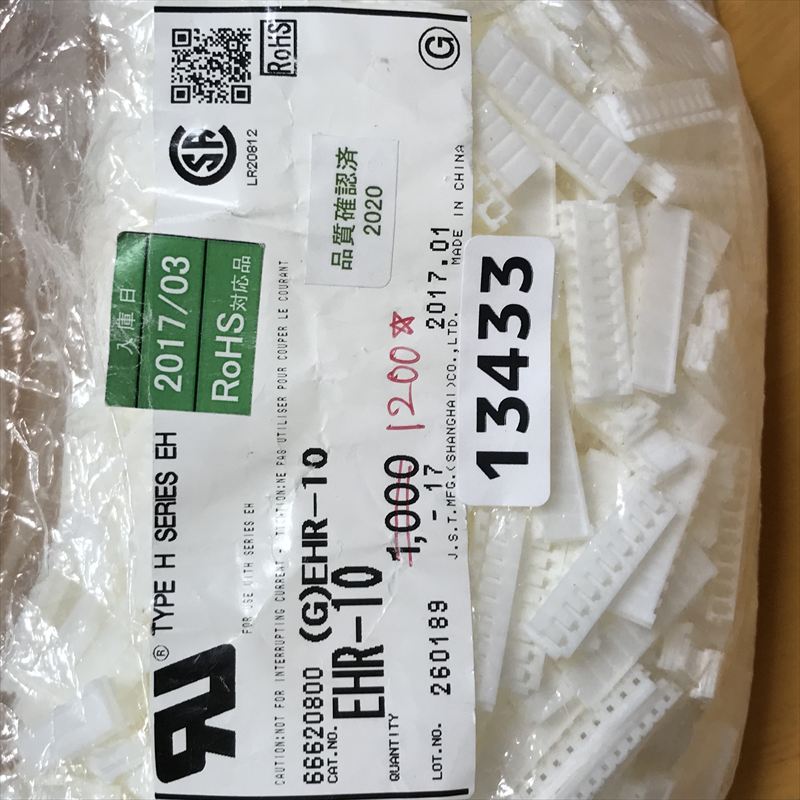 ® TYPE H SERIES EH
FOR USE WITH SERIES EH
CAUTION:NOT FOR INTERRUPTING CURRENT
NE PAS UTILISER POUR COUPER LE COURANT
66620800 (G)EHR-10
CAT.NO. EHR-10
QUANTITY 1,000 1200☆
-17
LOT.NO. 260189 2017.01
J.S.T.MFG.(SHANGHAI)CO.,LTD. MADE IN CHINA
LR20812
RoHS
G
入庫日
2017/03
RoHS対応品
品質確認済
2020
13433